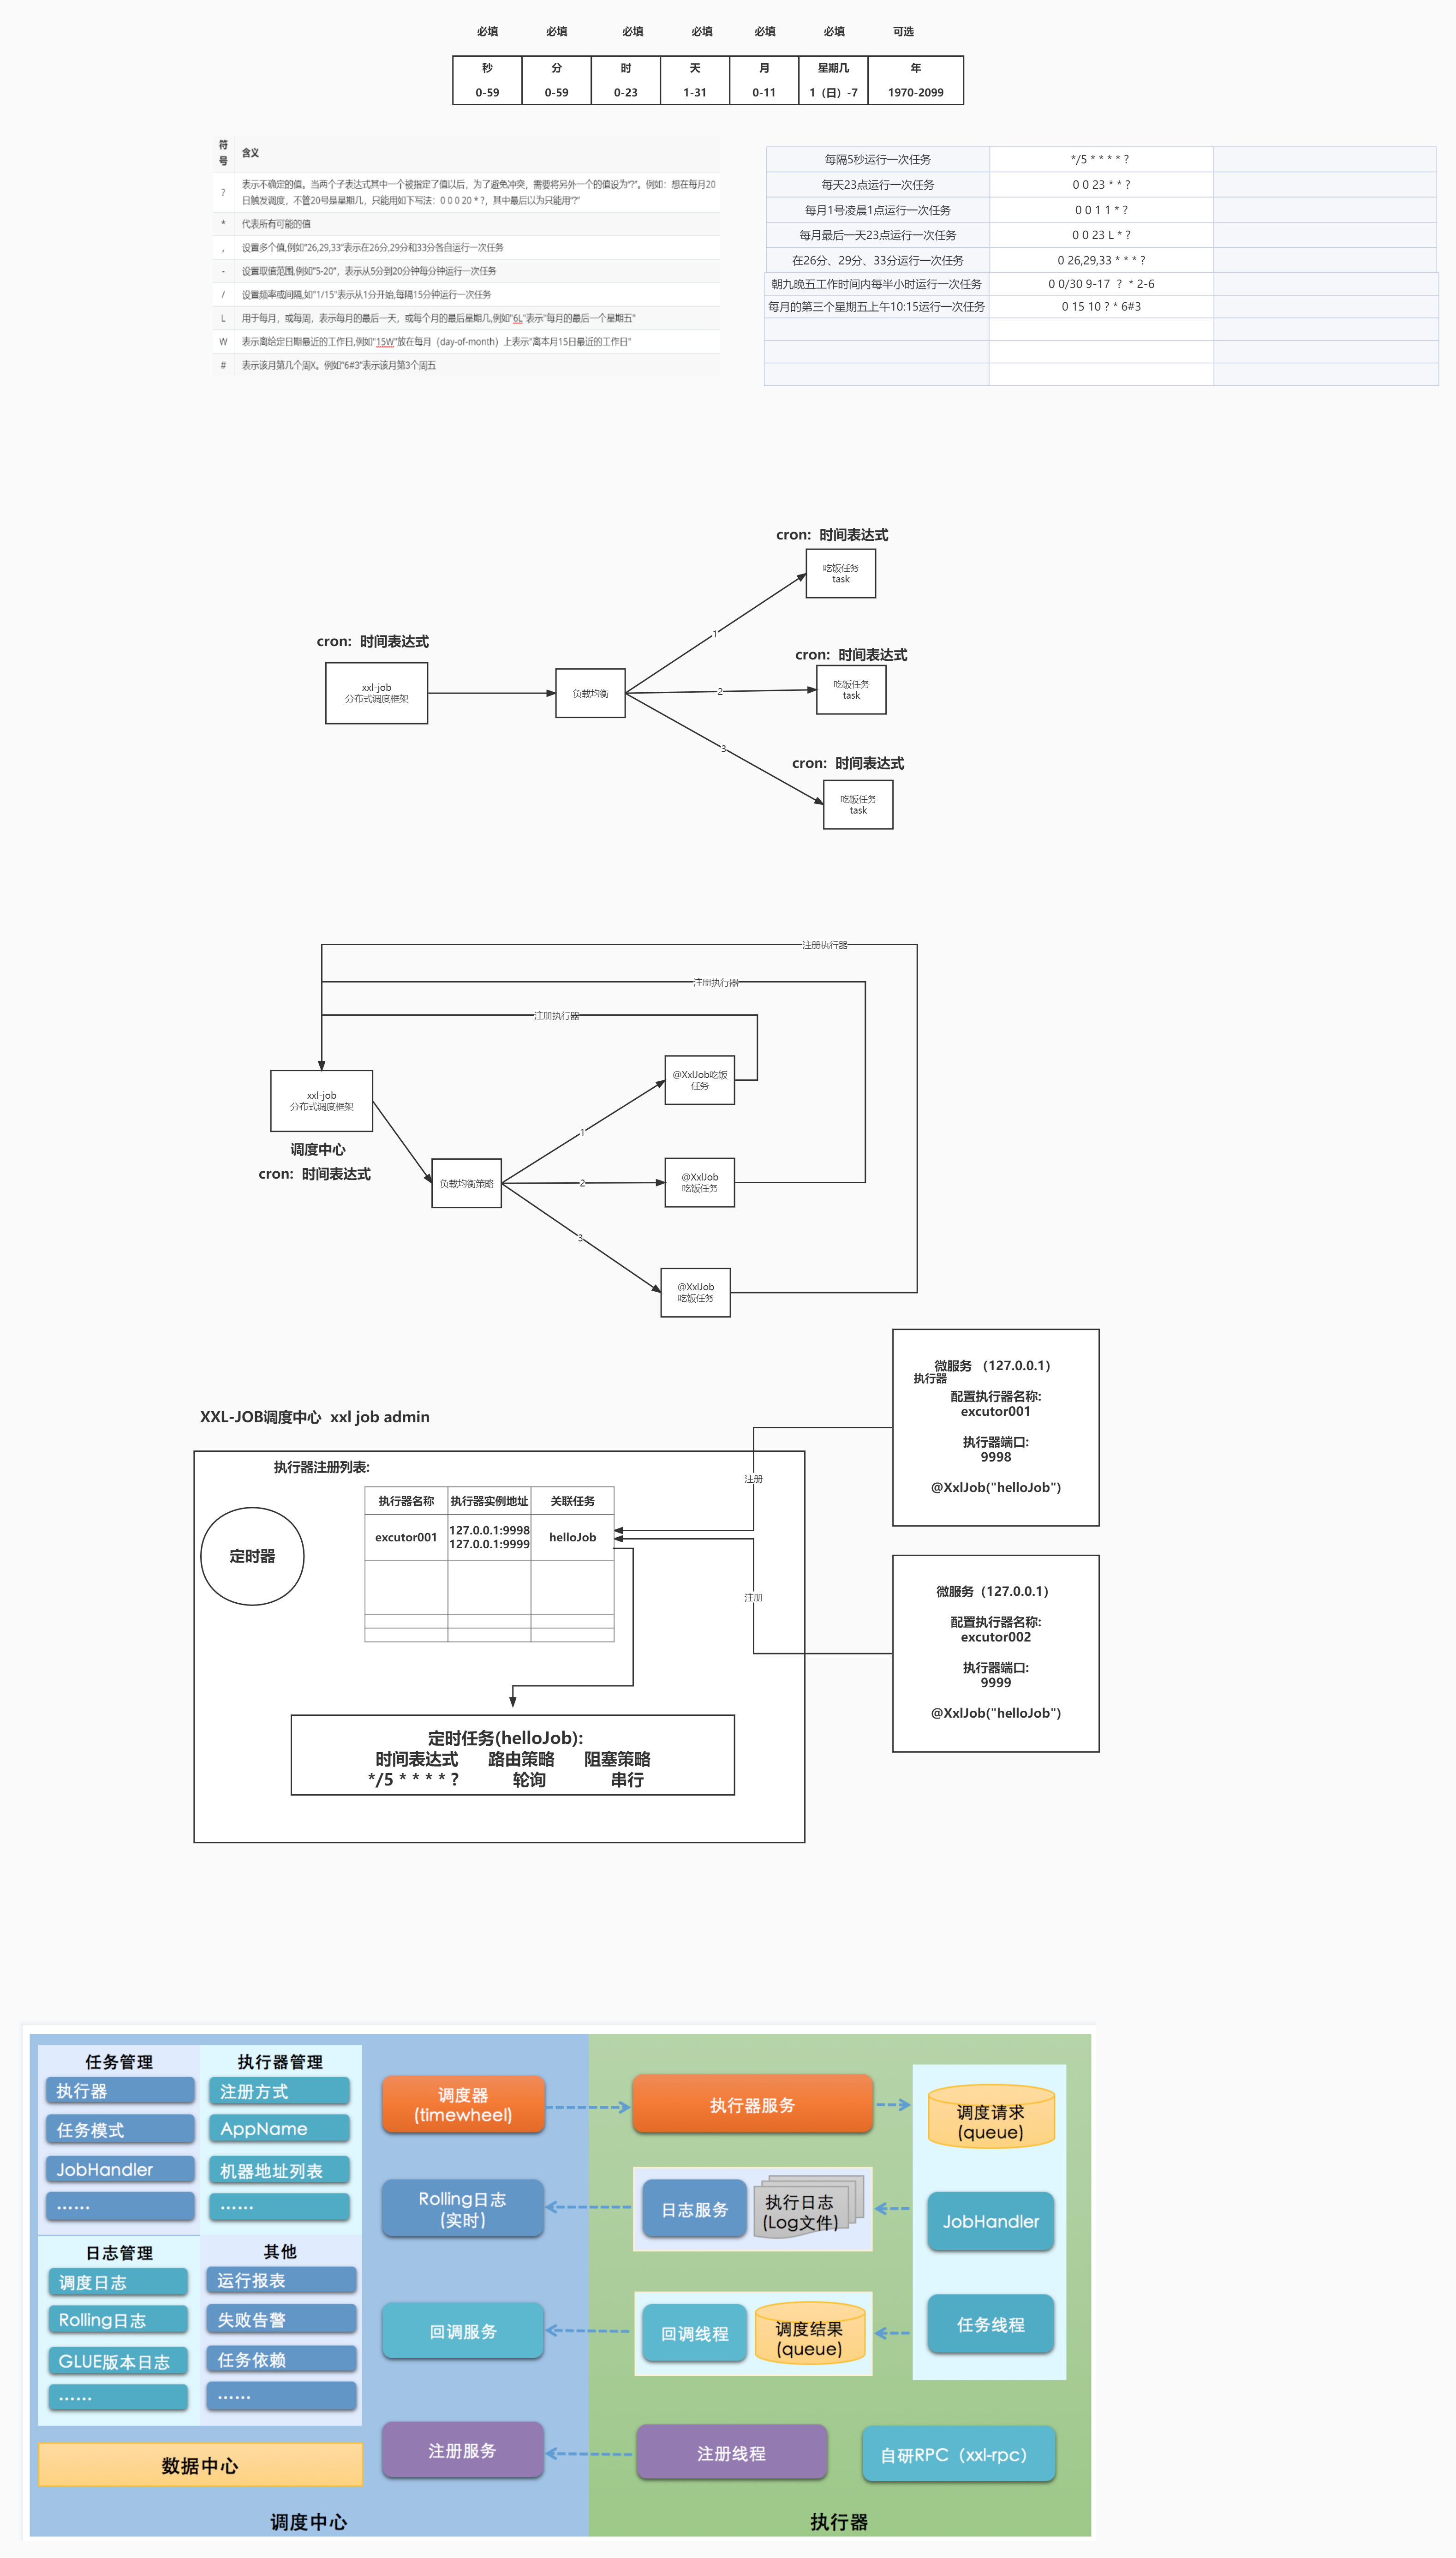 必填 必填 必填 必填 必填 必填 可选
秒 分 时 天 月 星期几 年
0-59 0-59 0-23 1-31 0-11 1（日）-7 1970-2099
符号 含义
? 表示不确定的值。当两个子表达式其中一个被指定了值以后，为了避免冲突，需要将另外一个的值设为"?"。例如：想在每月20
日触发调度，不管20号是星期几，只能用如下写法：0 0 0 20 * ?，其中最后以为只能用"?"
* 代表所有可能的值
, 设置多个值,例如"26,29,33"表示在26分,29分和33分各自运行一次任务
- 设置取值范围,例如"5-20"，表示从5分到20分钟每分钟运行一次任务
/ 设置频率或间隔,如"1/15"表示从1分开始,每隔15分钟运行一次任务
L 用于每月，或每周，表示每月的最后一天，或每个月的最后星期几,例如"6L"表示"每月的最后一个星期五"
W 表示离给定日期最近的工作日,例如"15W"放在每月（day-of-month）上表示"离本月15日最近的工作日"
# 表示该月第几个周X。例如"6#3"表示该月第3个周五
每隔5秒运行一次任务 */5 * * * * ?
每天23点运行一次任务 0 0 23 * * ?
每月1号凌晨1点运行一次任务 0 0 1 1 * ?
每月最后一天23点运行一次任务 0 0 23 L * ?
在26分、29分、33分运行一次任务 0 26,29,33 * * * ?
朝九晚五工作时间内每半小时运行一次任务 0 0/30 9-17 ？ * 2-6
每月的第三个星期五上午10:15运行一次任务 0 15 10 ? * 6#3
cron: 时间表达式
吃饭任务
task
1
cron: 时间表达式
xxl-job
分布式调度框架
负载均衡
cron: 时间表达式
吃饭任务
task
2
3
cron: 时间表达式
吃饭任务
task
注册执行器
注册执行器
注册执行器
@XxlJob吃饭
任务
xxl-job
分布式调度框架
调度中心
cron: 时间表达式
1
负载均衡策略
2
@XxlJob
吃饭任务
3
@XxlJob
吃饭任务
微服务 （127.0.0.1）
执行器
配置执行器名称:
excutor001
执行器端口:
9998
@XxlJob("helloJob")
XXL-JOB调度中心 xxl job admin
执行器注册列表:
注册
执行器名称 执行器实例地址 关联任务
excutor001 127.0.0.1:9998 helloJob
127.0.0.1:9999
定时器
注册
微服务（127.0.0.1）
配置执行器名称:
excutor002
执行器端口:
9999
@XxlJob("helloJob")
定时任务(helloJob):
时间表达式 路由策略 阻塞策略
*/5 * * * * ? 轮询 串行
任务管理
执行器
任务模式
JobHandler
……
执行器管理
注册方式
AppName
机器地址列表
……
日志管理
调度日志
Rolling日志
GLUE版本日志
……
其他
运行报表
失败告警
任务依赖
……
数据中心
调度器
(timewheel)
Rolling日志
(实时)
回调服务
注册服务
调度中心
执行器服务
调度请求
(queue)
日志服务
执行日志
(Log文件)
JobHandler
回调线程
调度结果
(queue)
任务线程
注册线程
自研RPC（xxl-rpc）
执行器